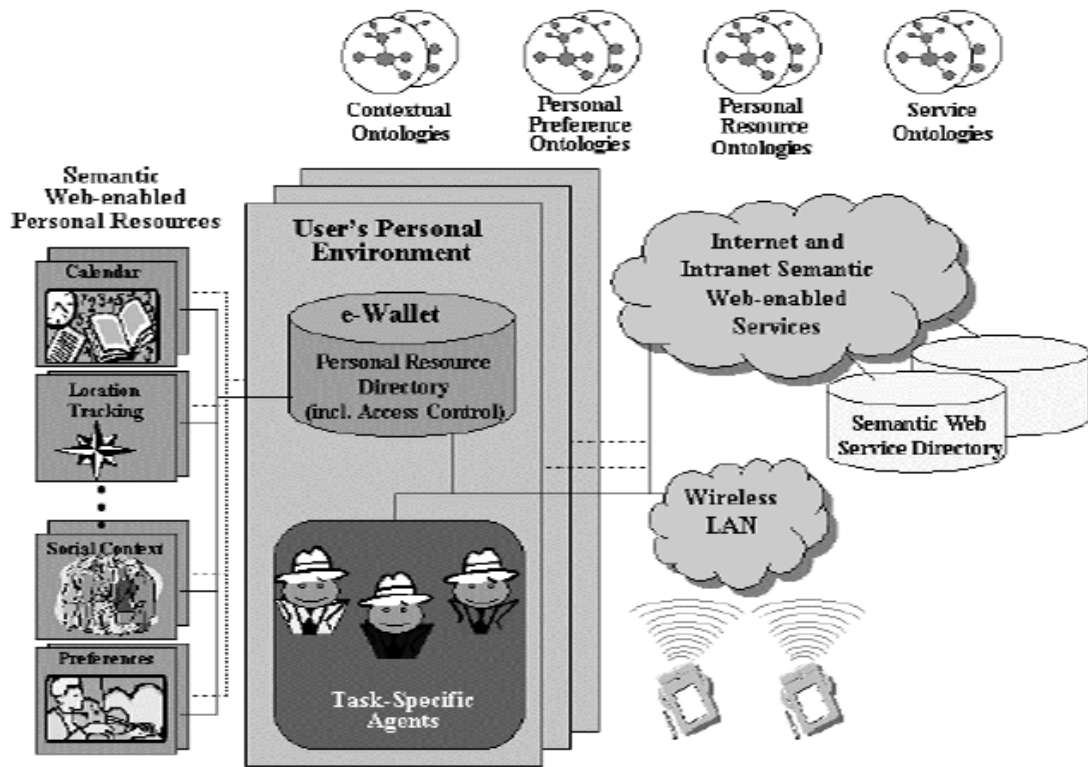 Contextual
Ontologies
Personal
Preference
Ontologies
Personal
Resource
Ontologies
Service
Ontologies
Semantic
Web-enabled
Personal Resources
Calendar
Location
Tracking
Social Context
Preferences
User's Personal
Environment
e-Wallet
Personal Resource
Directory
(incl. Access Control)
Task-Specific
Agents
Internet and
Intranet Semantic
Web-enabled
Services
Semantic Web
Service Directory
Wireless
LAN